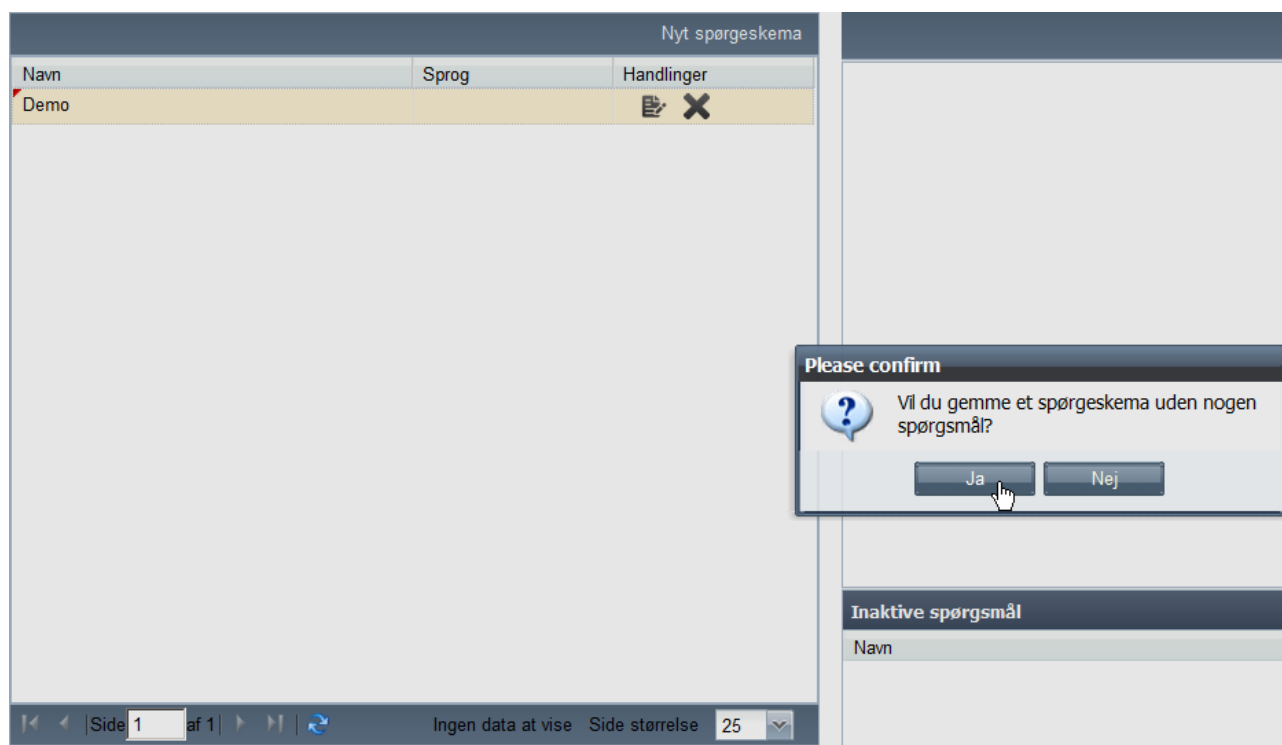 Nyt spørgeskema
Navn Sprog Handlinger
Demo
Please confirm
Vil du gemme et spørgeskema uden nogen
spørgsmål?
Ja Nej
Inaktive spørgsmål
Navn
Side 1 af 1 Ingen data at vise Side størrelse 25